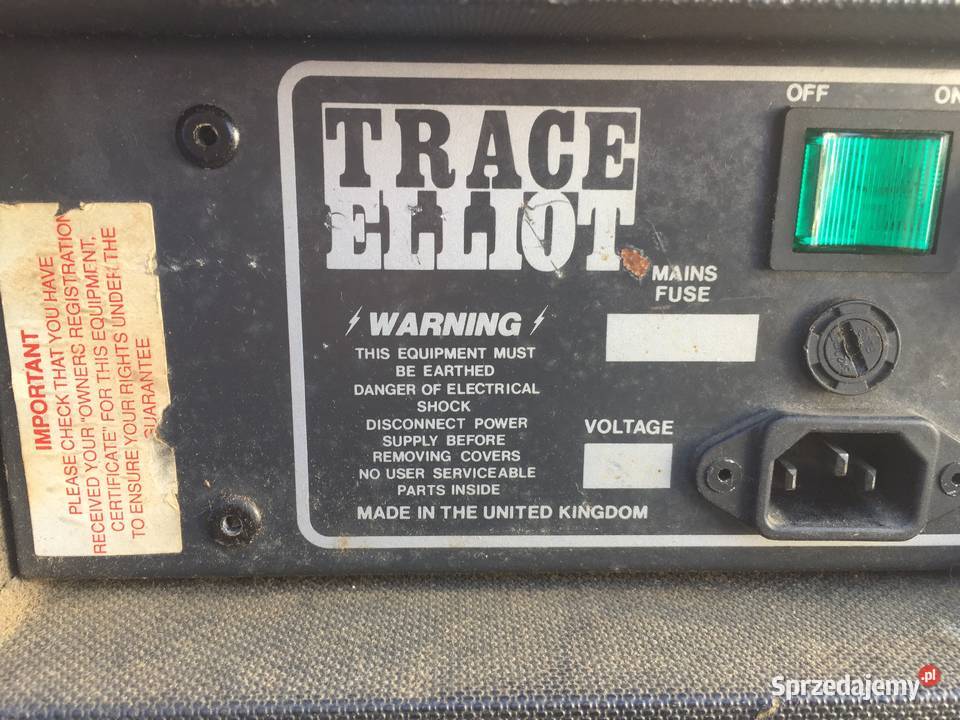 OFF
ON
TRACE
ELLIOT
MAINS
FUSE
WARNING
THIS EQUIPMENT MUST
BE EARTHED
DANGER OF ELECTRICAL
SHOCK
DISCONNECT POWER
SUPPLY BEFORE
REMOVING COVERS
NO USER SERVICEABLE
PARTS INSIDE
VOLTAGE
MADE IN THE UNITED KINGDOM
IMPORTANT
PLEASE CHECK THAT YOU HAVE
RECEIVED YOUR "OWNERS REGISTRATION
CERTIFICATE" FOR THIS EQUIPMENT,
TO ENSURE YOUR RIGHTS UNDER THE
GUARANTEE
Sprzedajemy.pl